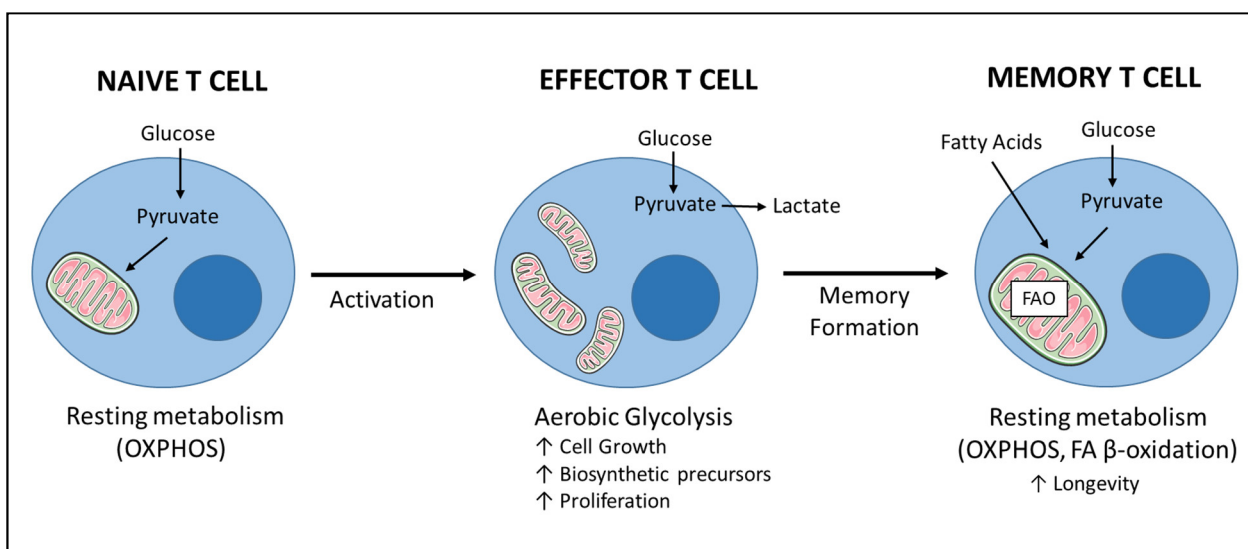 NAIVE T CELL
Glucose
Pyruvate
Resting metabolism
(OXPHOS)
Activation
EFFECTOR T CELL
Glucose
Pyruvate
Lactate
Aerobic Glycolysis
↑ Cell Growth
↑ Biosynthetic precursors
↑ Proliferation
Memory
Formation
MEMORY T CELL
Fatty Acids
Glucose
Pyruvate
FAO
Resting metabolism
(OXPHOS, FA β-oxidation)
↑ Longevity